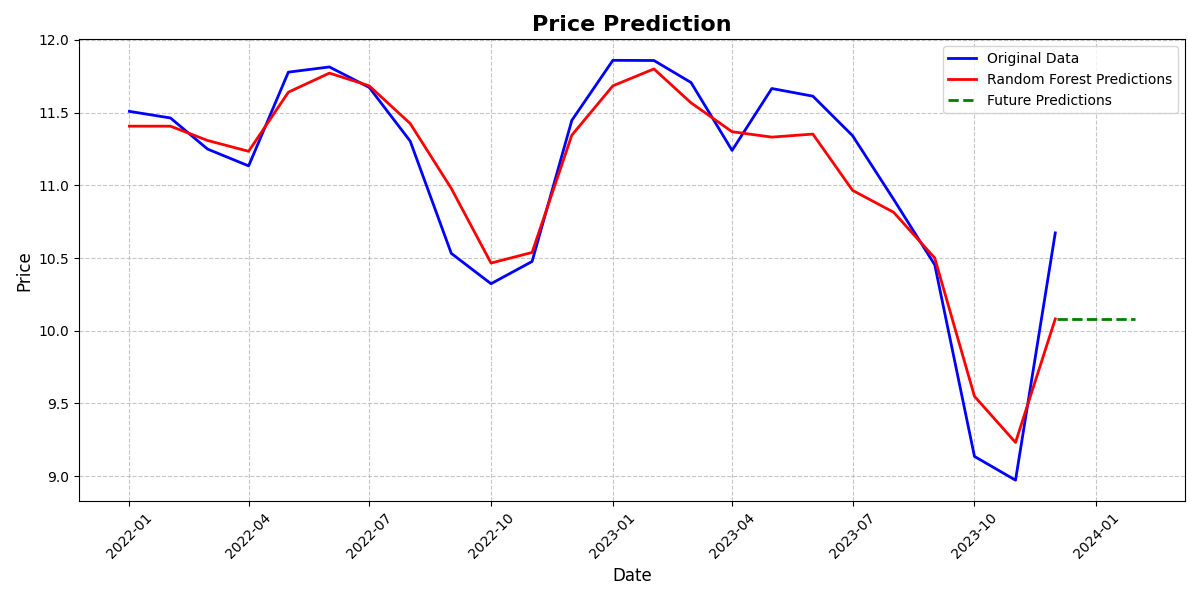 Price Prediction
Original Data
Random Forest Predictions
Future Predictions
Price
12.0
11.5
11.0
10.5
10.0
9.5
9.0
2022-01
2022-04
2022-07
2022-10
2023-01
2023-04
2023-07
2023-10
2024-01
Date